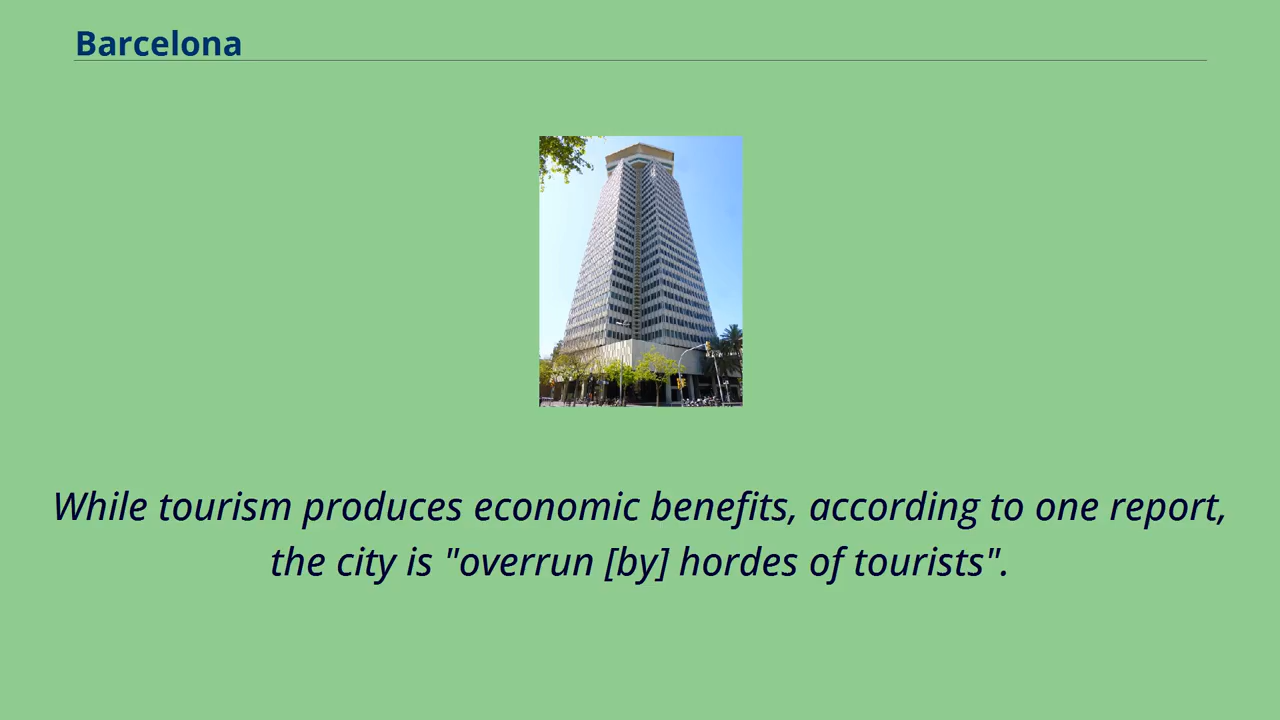 Barcelona
While tourism produces economic benefits, according to one report,
the city is "overrun [by] hordes of tourists".